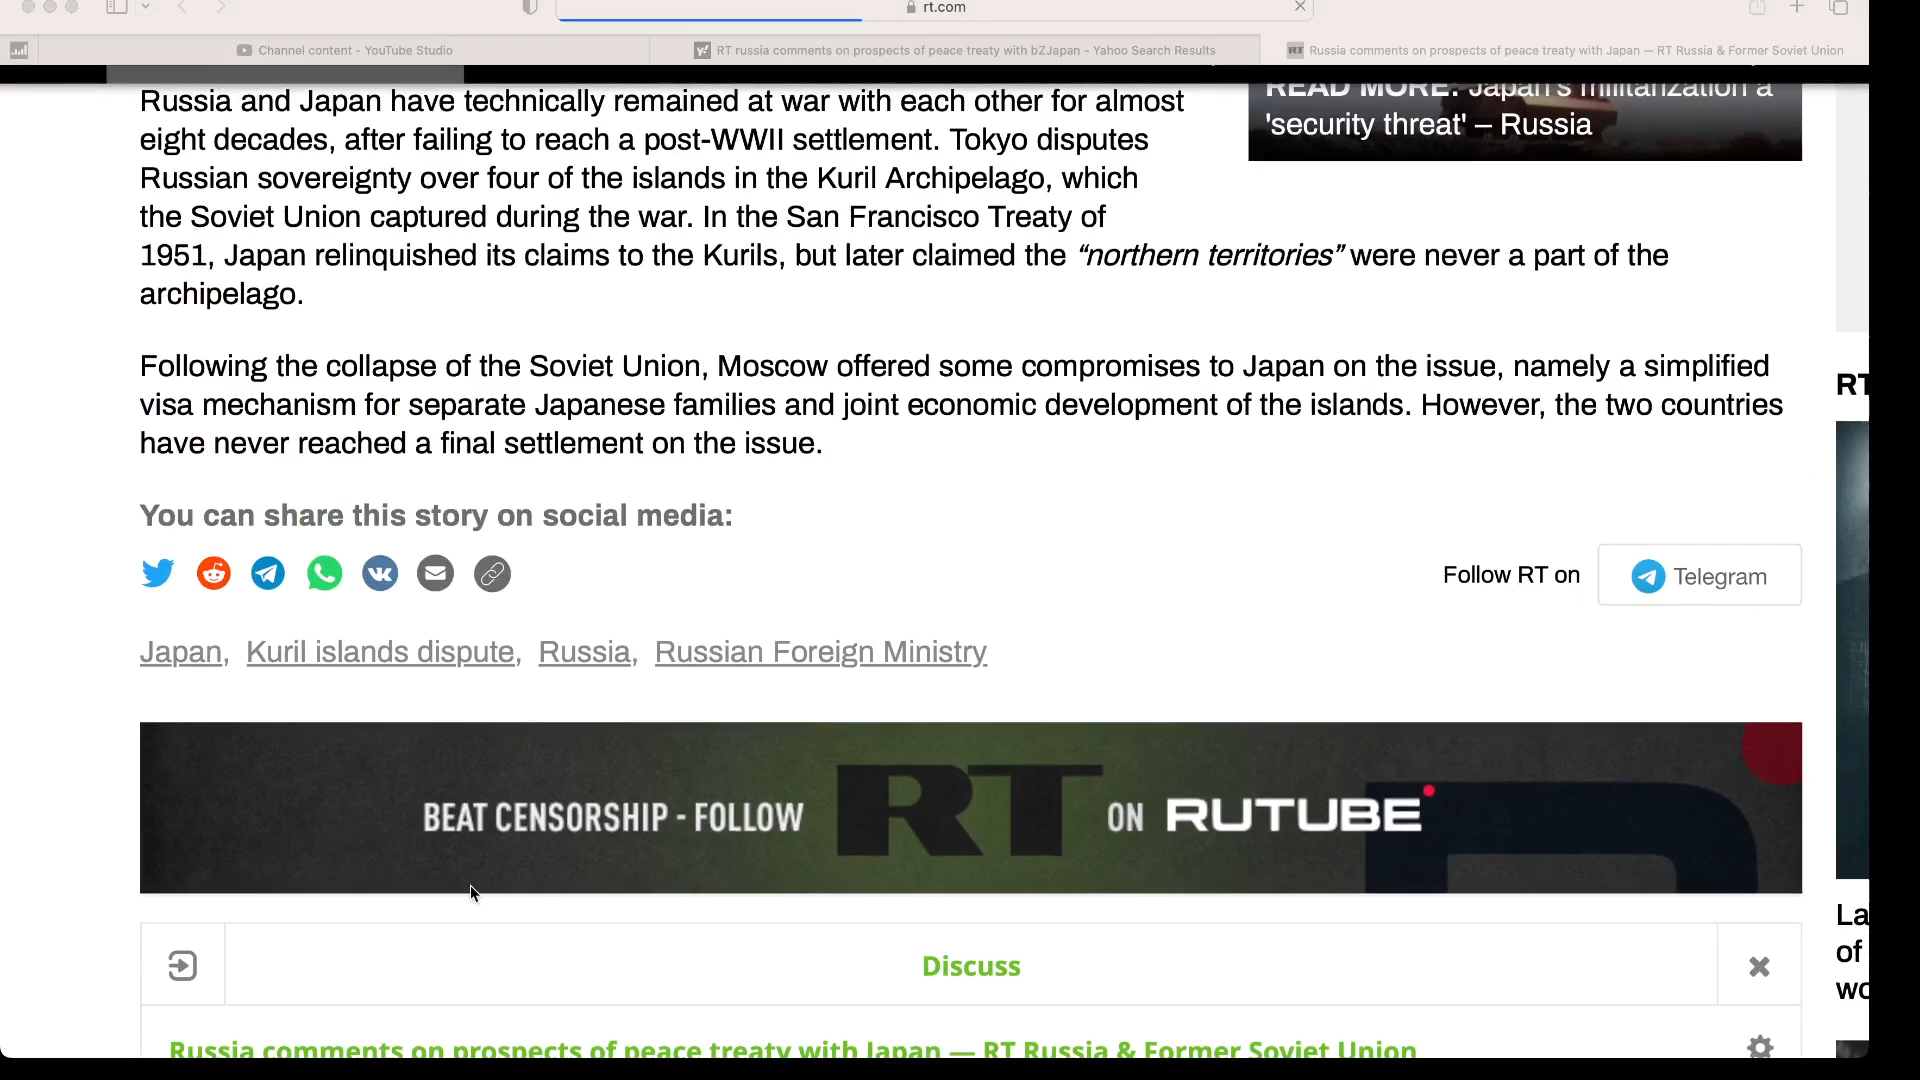 rt.com
Channel content - YouTube Studio
RT russia comments on prospects of peace treaty with bZJapan - Yahoo Search Results
RT Russia comments on prospects of peace treaty with Japan — RT Russia & Former Soviet Union
READ MORE: Japan's militarization a
'security threat' – Russia
Russia and Japan have technically remained at war with each other for almost
eight decades, after failing to reach a post-WWII settlement. Tokyo disputes
Russian sovereignty over four of the islands in the Kuril Archipelago, which
the Soviet Union captured during the war. In the San Francisco Treaty of
1951, Japan relinquished its claims to the Kurils, but later claimed the “northern territories” were never a part of the
archipelago.
Following the collapse of the Soviet Union, Moscow offered some compromises to Japan on the issue, namely a simplified
visa mechanism for separate Japanese families and joint economic development of the islands. However, the two countries
have never reached a final settlement on the issue.
You can share this story on social media:
Follow RT on
Telegram
Japan, Kuril islands dispute, Russia, Russian Foreign Ministry
BEAT CENSORSHIP - FOLLOW RT ON RUTUBE
Discuss
Russia comments on prospects of peace treaty with Japan — RT Russia & Former Soviet Union
RT
La
of
wo